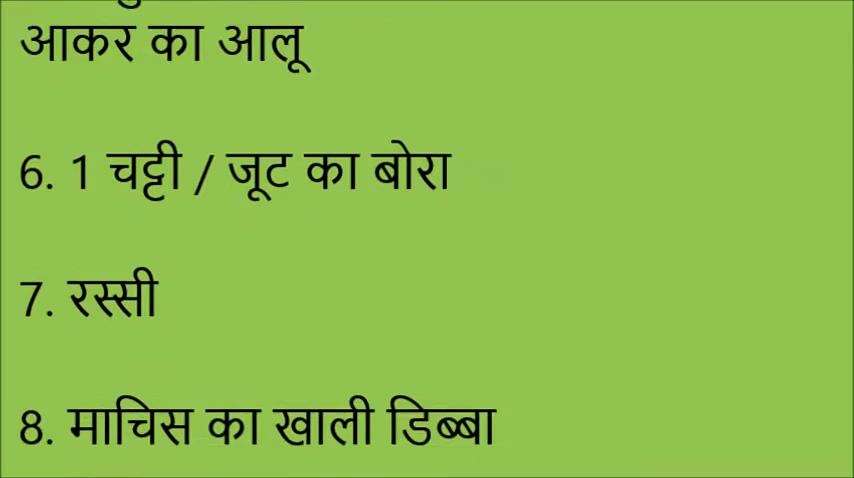 आकर का आलू
6. 1 चट्टी / जूट का बोरा
7. रस्सी
8. माचिस का खाली डिब्बा